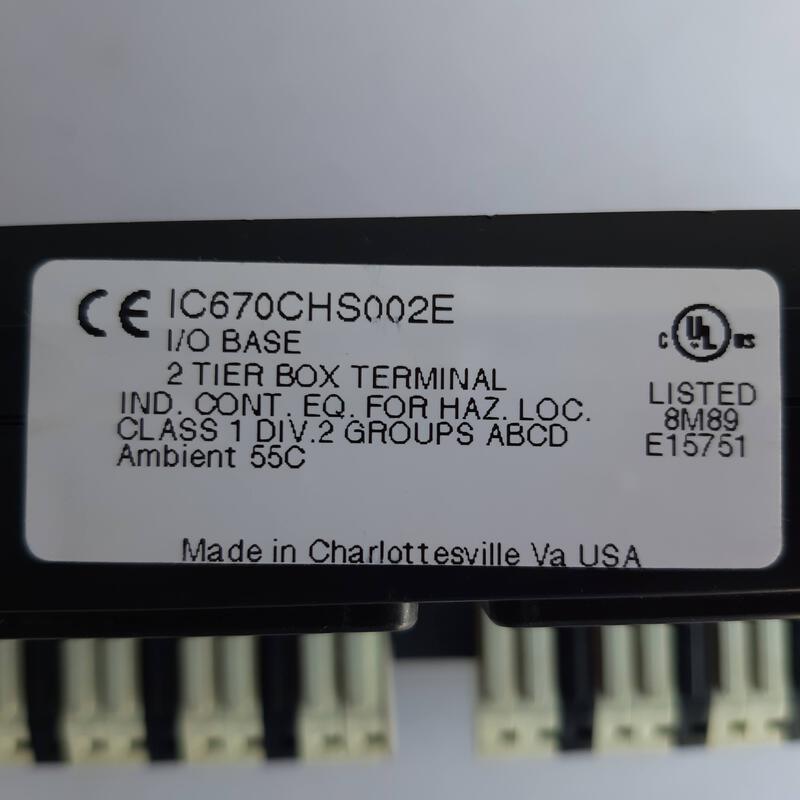 CE IC670CHS002E
I/O BASE
2 TIER BOX TERMINAL
IND. CONT. EQ. FOR HAZ. LOC.
CLASS 1 DIV.2 GROUPS ABCD
Ambient 55C
c UL us
LISTED
8M89
E15751
Made in Charlottesville Va USA